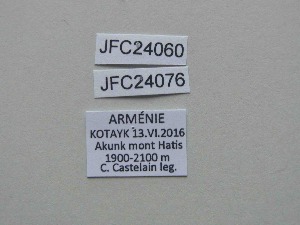 JFC24060
JFC24076
ARMÉNIE
KOTAYK 13.VI.2016
Akunk mont Hatis
1900-2100 m
C. Castelain leg.